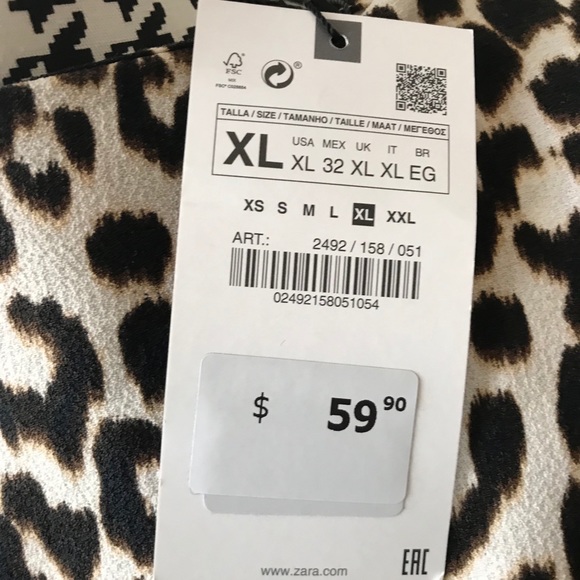 FSC
TALLA / SIZE / TAMANHO / TAILLE / MAAT / ΜΕΓΕΘΟΣ
XL
USA MEX UK IT BR
XL 32 XL XL EG
XS S M L XL XXL
ART.: 2492 / 158 / 051
02492158051054
$ 59 90
www.zara.com
EAC